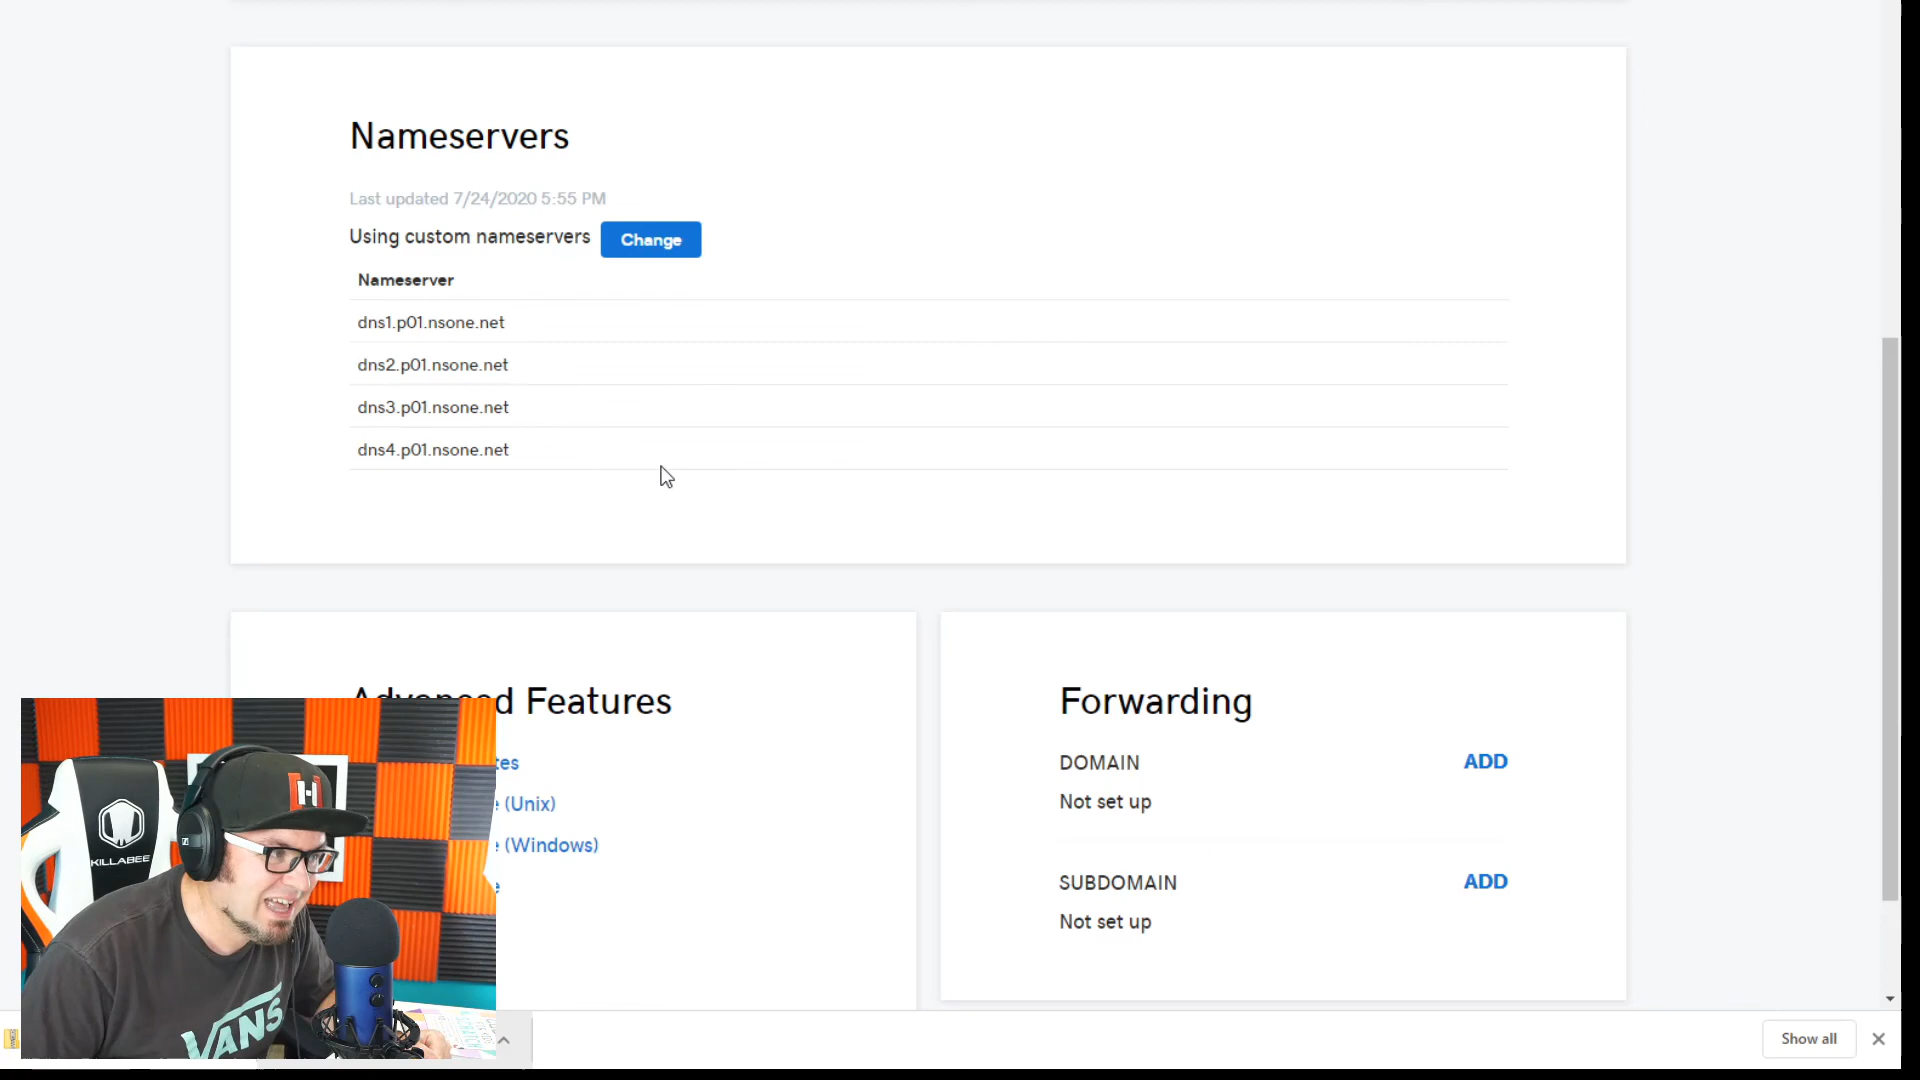 Nameservers
Last updated 7/24/2020 5:55 PM
Using custom nameservers Change
Nameserver
dns1.p01.nsone.net
dns2.p01.nsone.net
dns3.p01.nsone.net
dns4.p01.nsone.net
d Features
tes
e (Unix)
e (Windows)
e
Forwarding
DOMAIN ADD
Not set up
SUBDOMAIN ADD
Not set up
H
KILLABEE
VANS
Show all